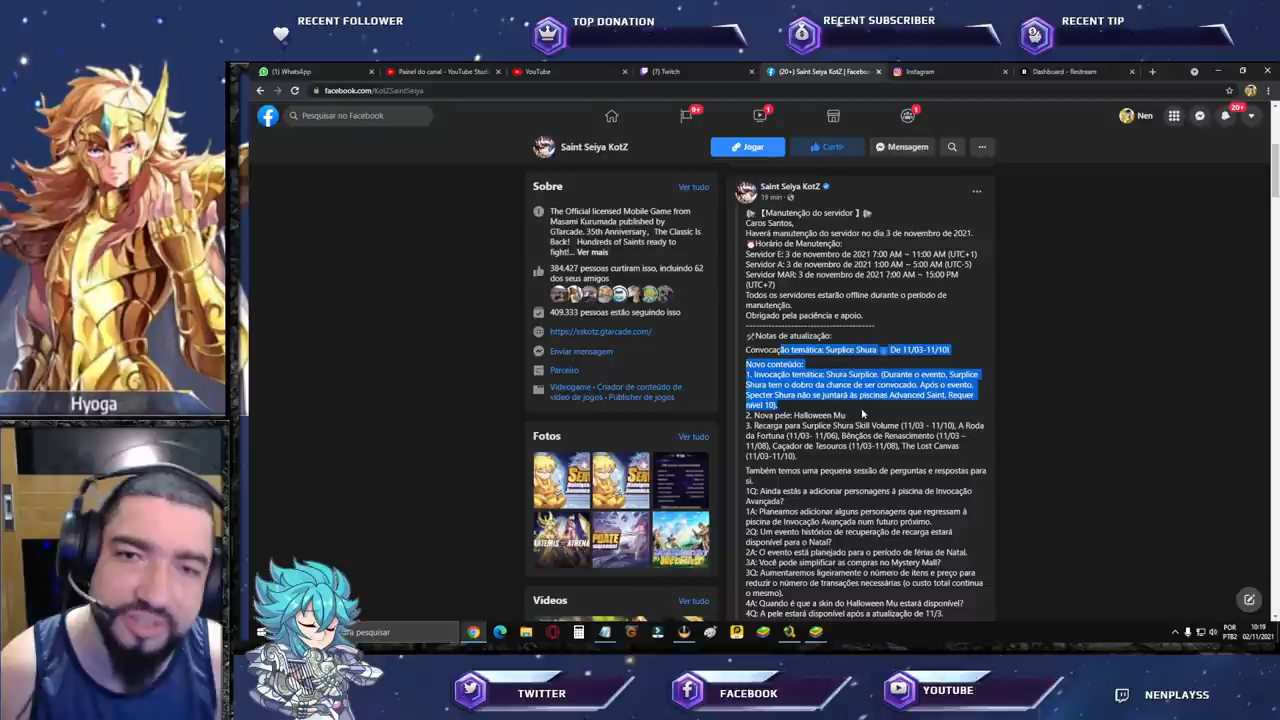 RECENT FOLLOWER
TOP DONATION
RECENT SUBSCRIBER
RECENT TIP
(1) WhatsApp
Painel do canal - YouTube Studi
YouTube
(7) Twitch
(20+) Saint Seiya KotZ | Faceboo
Instagram
Dashboard - Restream
facebook.com/KotZSaintSeiya
Pesquisar no Facebook
9+
1
1
Nen
20+
Saint Seiya KotZ
Jogar
Curtir
Mensagem
Sobre
Ver tudo
The Official licensed Mobile Game from
Masami Kurumada published by
GTarcade. 35th Anniversary，The Classic Is
Back! Hundreds of Saints ready to
fight!... Ver mais
384.427 pessoas curtiram isso, incluindo 62
dos seus amigos
409.333 pessoas estão seguindo isso
https://sskotz.gtarcade.com/
Enviar mensagem
Parceiro
Videogame · Criador de conteúdo de
vídeo de jogos · Publisher de jogos
Fotos
Ver tudo
Vídeos
Ver tudo
Saint Seiya KotZ
19 min
【Manutenção do servidor 】
Caros Santos,
Haverá manutenção do servidor no dia 3 de novembro de 2021.
Horário de Manutenção:
Servidor E: 3 de novembro de 2021 7:00 AM ~ 11:00 AM (UTC+1)
Servidor A: 3 de novembro de 2021 1:00 AM ~ 5:00 AM (UTC-5)
Servidor MAR: 3 de novembro de 2021 7:00 AM ~ 15:00 PM
(UTC+7)
Todos os servidores estarão offline durante o período de
manutenção.
Obrigado pela paciência e apoio.
----------------------------------------
Notas de atualização:
Convocação temática: Surplice Shura De 11/03-11/10!
Novo conteúdo:
1. Invocação temática: Shura Surplice. (Durante o evento, Surplice
Shura tem o dobro da chance de ser convocado. Após o evento.
Specter Shura não se juntará às piscinas Advanced Saint. Requer
nível 10).
2. Nova pele: Halloween Mu
3. Recarga para Surplice Shura Skill Volume (11/03 - 11/10), A Roda
da Fortuna (11/03- 11/06), Bênçãos de Renascimento (11/03 –
11/08), Caçador de Tesouros (11/03-11/08), The Lost Canvas
(11/03-11/10).
Também temos uma pequena sessão de perguntas e respostas para
si.
1Q: Ainda estás a adicionar personagens à piscina de Invocação
Avançada?
1A: Planeamos adicionar alguns personagens que regressam à
piscina de Invocação Avançada num futuro próximo.
2Q: Um evento histórico de recuperação de recarga estará
disponível para o Natal?
2A: O evento está planejado para o período de férias de Natal.
3A: Você pode simplificar as compras no Mystery Mall?
3Q: Aumentaremos ligeiramente o número de itens e preço para
reduzir o número de transações necessárias (o custo total continua
o mesmo).
4A: Quando é que a skin do Halloween Mu estará disponível?
4Q: A pele estará disponível após a atualização de 11/3.
Hyoga
ra pesquisar
POR
PTB2
10:19
02/11/2021
TWITTER
FACEBOOK
YOUTUBE
NENPLAYSS